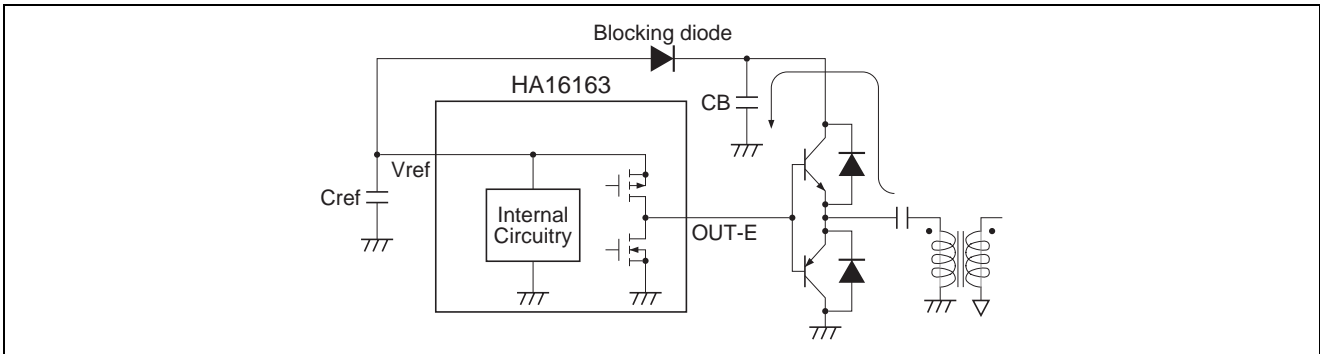 Blocking diode
HA16163
CB
Vref
Cref
Internal
Circuitry
OUT-E